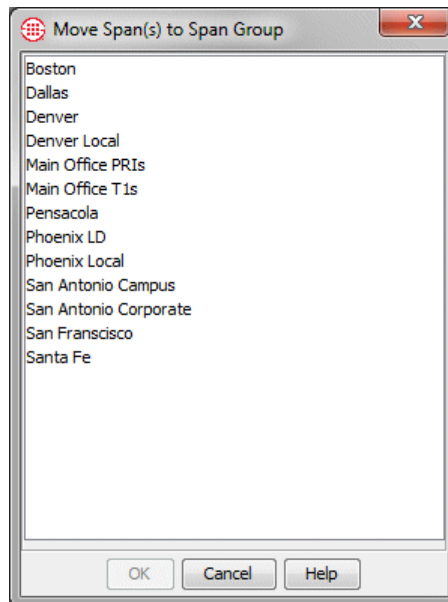 Move Span(s) to Span Group
Boston
Dallas
Denver
Denver Local
Main Office PRIs
Main Office T1s
Pensacola
Phoenix LD
Phoenix Local
San Antonio Campus
San Antonio Corporate
San Franscisco
Santa Fe
OK Cancel Help